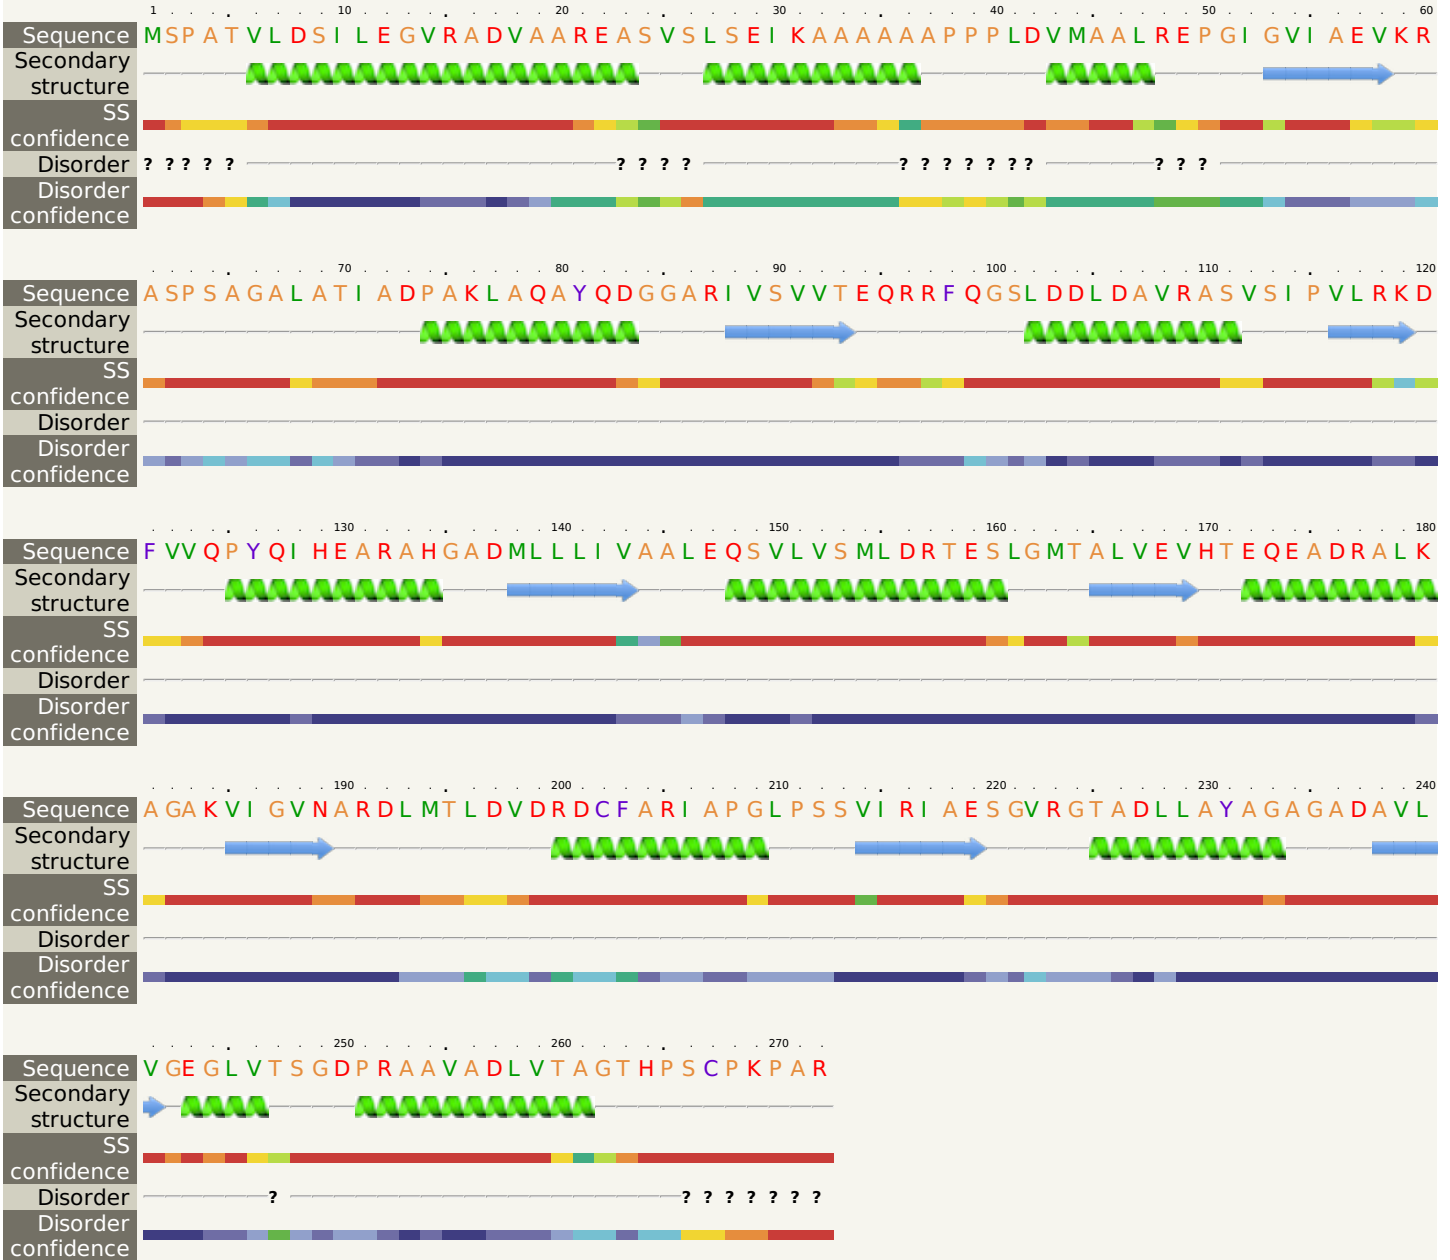 1 . . . . 10 . . . . 20 . . . . 30 . . . . 40 . . . . 50 . . . . 60
Sequence MSPATVLDSILEGVRADVAAREASVSLSEIKAAAAAAPPPLDVMAALREPGIGVIAEVKR
Secondary
structure
SS
confidence
Disorder ? ? ? ? ? ? ? ? ? ? ? ? ? ? ? ? ? ?
Disorder
confidence
70 . . . . 80 . . . . 90 . . . . 100 . . . . 110 . . . . 120
Sequence ASPSAGALATIADPAKLAQAYQDGGARIVSVVTEQRRFQGSLDDLDAVRASVSIPVLRKD
Secondary
structure
SS
confidence
Disorder
Disorder
confidence
130 . . . . 140 . . . . 150 . . . . 160 . . . . 170 . . . . 180
Sequence FVVQPYQIHEARAHGADMLLLIVAALEQSVLVSMLDRTESLGMTALVEVHTEQEADRALK
Secondary
structure
SS
confidence
Disorder
Disorder
confidence
190 . . . . 200 . . . . 210 . . . . 220 . . . . 230 . . . . 240
Sequence AGAKVIGVNARDLMTLDVDRDCFARIAPGLPSSVIRIAESGVRGTADLLAYAGAGADAVL
Secondary
structure
SS
confidence
Disorder
Disorder
confidence
250 . . . . 260 . . . . 270 . .
Sequence VGEGLVTSGDPRAAVADLVTAGTHPSCPKPAR
Secondary
structure
SS
confidence
Disorder ? ? ? ? ? ? ? ?
Disorder
confidence